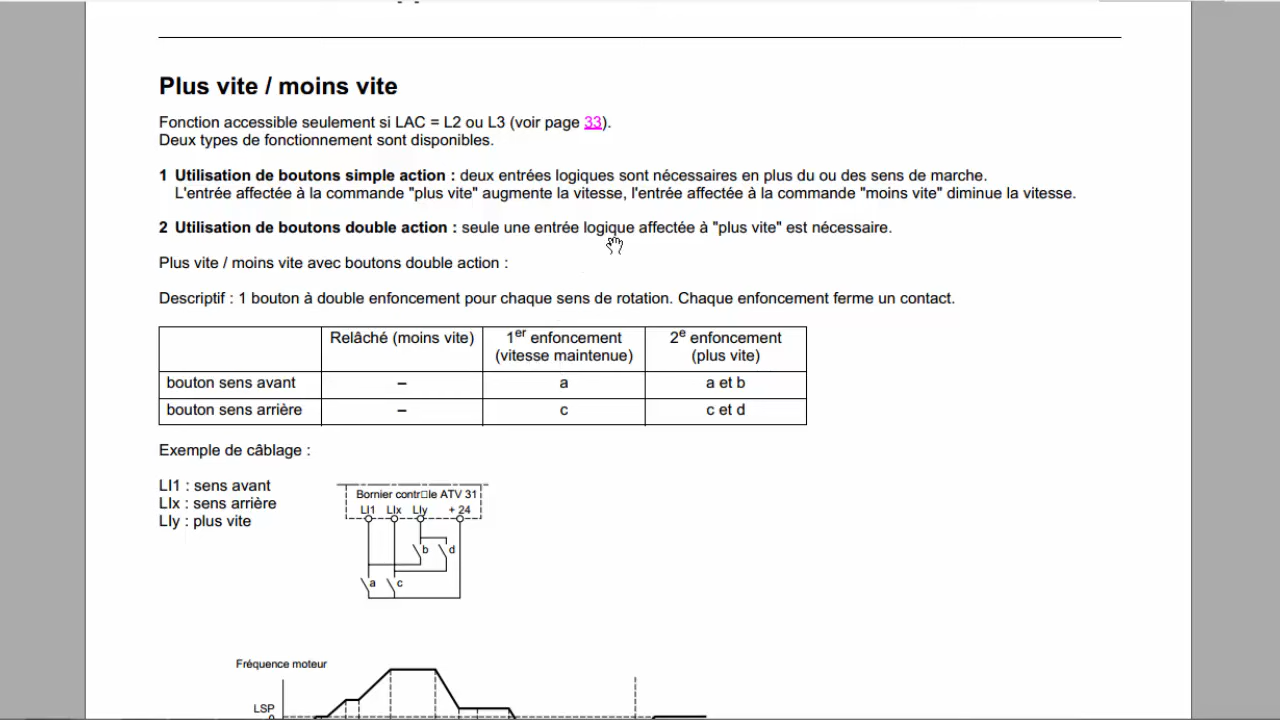 Plus vite / moins vite
Fonction accessible seulement si LAC = L2 ou L3 (voir page 33).
Deux types de fonctionnement sont disponibles.
1 Utilisation de boutons simple action : deux entrées logiques sont nécessaires en plus du ou des sens de marche.
L'entrée affectée à la commande "plus vite" augmente la vitesse, l'entrée affectée à la commande "moins vite" diminue la vitesse.
2 Utilisation de boutons double action : seule une entrée logique affectée à "plus vite" est nécessaire.
Plus vite / moins vite avec boutons double action :
Descriptif : 1 bouton à double enfoncement pour chaque sens de rotation. Chaque enfoncement ferme un contact.
Relâché (moins vite) 1er enfoncement (vitesse maintenue) 2e enfoncement (plus vite)
bouton sens avant – a a et b
bouton sens arrière – c c et d
Exemple de câblage :
LI1 : sens avant
LIx : sens arrière
LIy : plus vite
Bornier contr□le ATV 31
LI1 LIx LIy + 24
b d
a c
Fréquence moteur
LSP
0